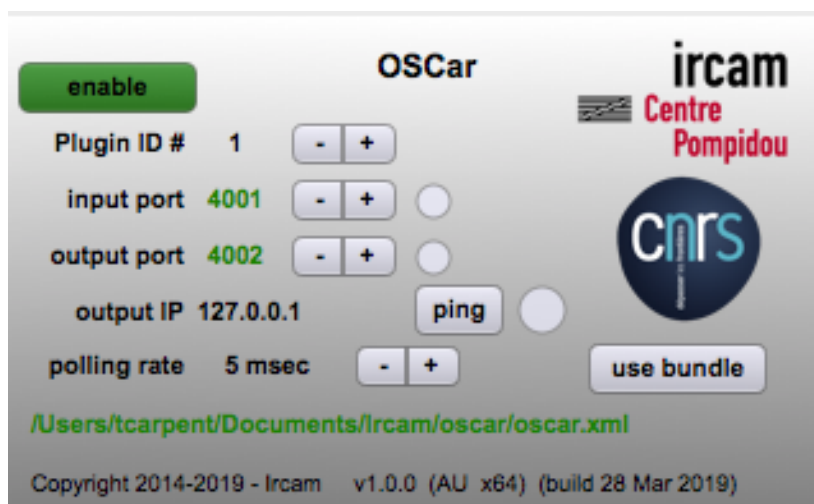 OSCar
enable
ircam
Centre
Pompidou
Plugin ID # 1 - +
input port 4001 - +
output port 4002 - +
cnrs
output IP 127.0.0.1 ping
polling rate 5 msec - + use bundle
/Users/tcarpent/Documents/Ircam/oscar/oscar.xml
Copyright 2014-2019 - Ircam v1.0.0 (AU x64) (build 28 Mar 2019)